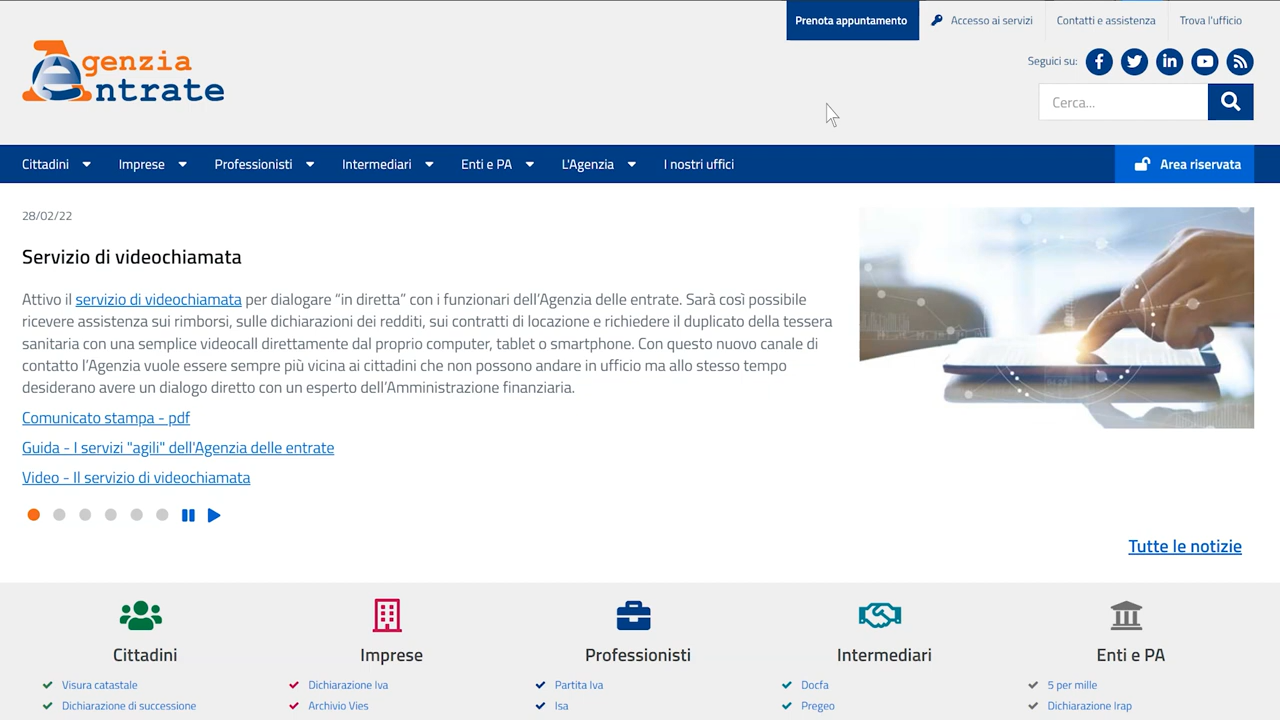 Prenota appuntamento
Accesso ai servizi
Contatti e assistenza
Trova l'ufficio
Agenzia
Entrate
Seguici su:
Cerca...
Cittadini
Imprese
Professionisti
Intermediari
Enti e PA
L'Agenzia
I nostri uffici
Area riservata
28/02/22
Servizio di videochiamata
Attivo il servizio di videochiamata per dialogare “in diretta” con i funzionari dell’Agenzia delle entrate. Sarà così possibile
ricevere assistenza sui rimborsi, sulle dichiarazioni dei redditi, sui contratti di locazione e richiedere il duplicato della tessera
sanitaria con una semplice videocall direttamente dal proprio computer, tablet o smartphone. Con questo nuovo canale di
contatto l’Agenzia vuole essere sempre più vicina ai cittadini che non possono andare in ufficio ma allo stesso tempo
desiderano avere un dialogo diretto con un esperto dell’Amministrazione finanziaria.
Comunicato stampa - pdf
Guida - I servizi "agili" dell'Agenzia delle entrate
Video - Il servizio di videochiamata
Tutte le notizie
Cittadini
Visura catastale
Dichiarazione di successione
Imprese
Dichiarazione Iva
Archivio Vies
Professionisti
Partita Iva
Isa
Intermediari
Docfa
Pregeo
Enti e PA
5 per mille
Dichiarazione Irap